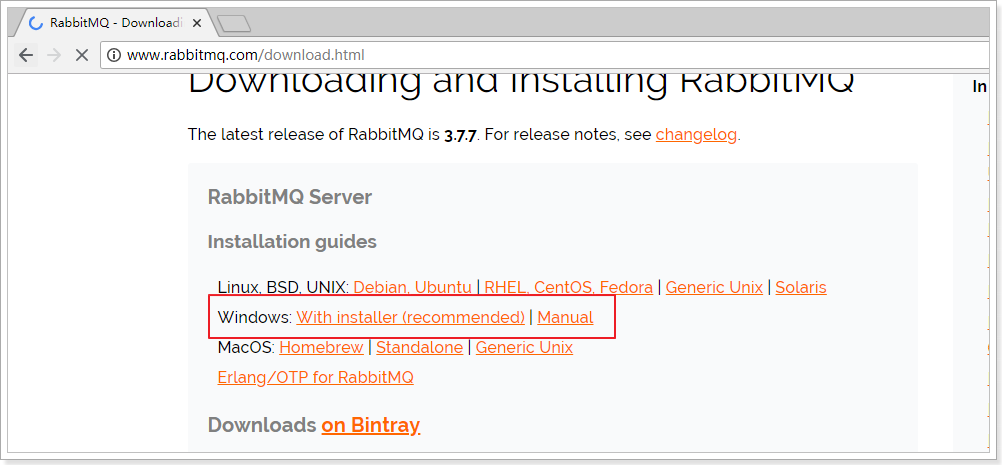 RabbitMQ - Downloadi
www.rabbitmq.com/download.html
Downloading and Installing RabbitMQ
In
The latest release of RabbitMQ is 3.7.7. For release notes, see changelog.
RabbitMQ Server
Installation guides
Linux, BSD, UNIX: Debian, Ubuntu | RHEL, CentOS, Fedora | Generic Unix | Solaris
Windows: With installer (recommended) | Manual
MacOS: Homebrew | Standalone | Generic Unix
Erlang/OTP for RabbitMQ
Downloads on Bintray